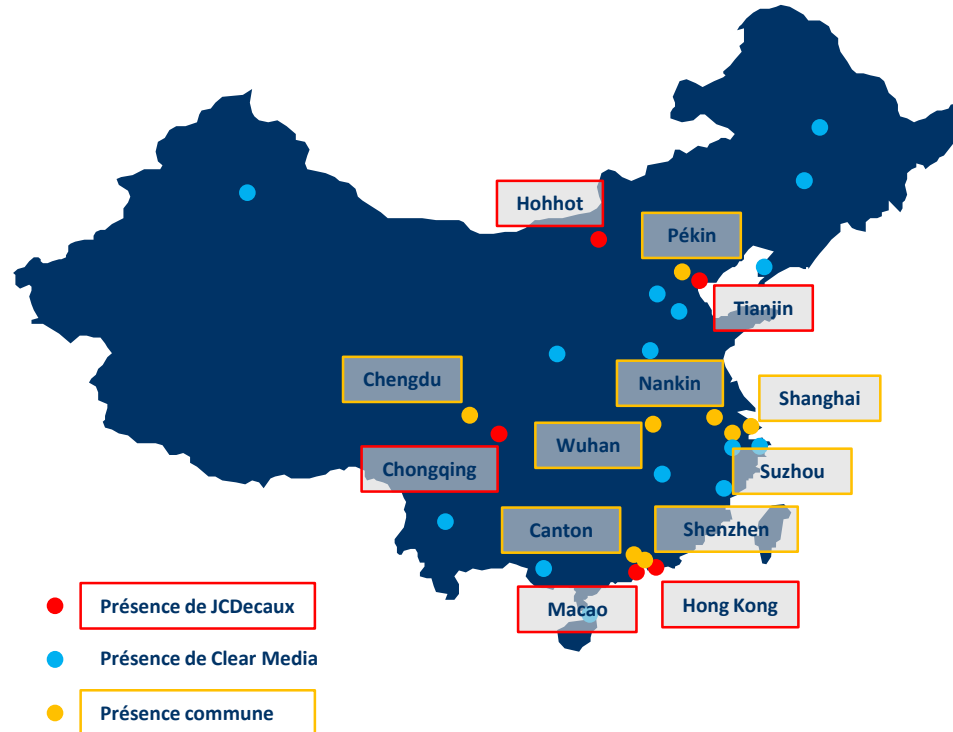 Hohhot
Pékin
Tianjin
Chengdu
Nankin
Shanghai
Wuhan
Chongqing
Suzhou
Canton
Shenzhen
Macao
Hong Kong
Présence de JCDecaux
Présence de Clear Media
Présence commune